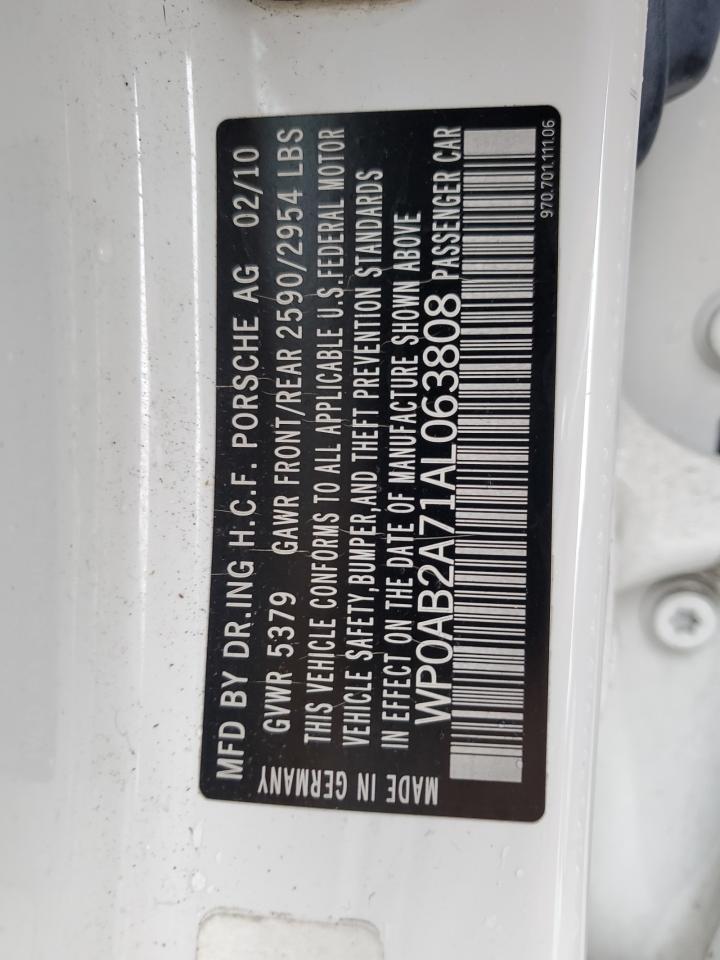 MFD BY DR.ING H.C.F. PORSCHE AG 02/10
GVWR 5379 GAWR FRONT/REAR 2590/2954 LBS
THIS VEHICLE CONFORMS TO ALL APPLICABLE U.S.FEDERAL MOTOR
VEHICLE SAFETY,BUMPER,AND THEFT PREVENTION STANDARDS
IN EFFECT ON THE DATE OF MANUFACTURE SHOWN ABOVE
WP0AB2A71AL063808 PASSENGER CAR
MADE IN GERMANY
970.701.111.06